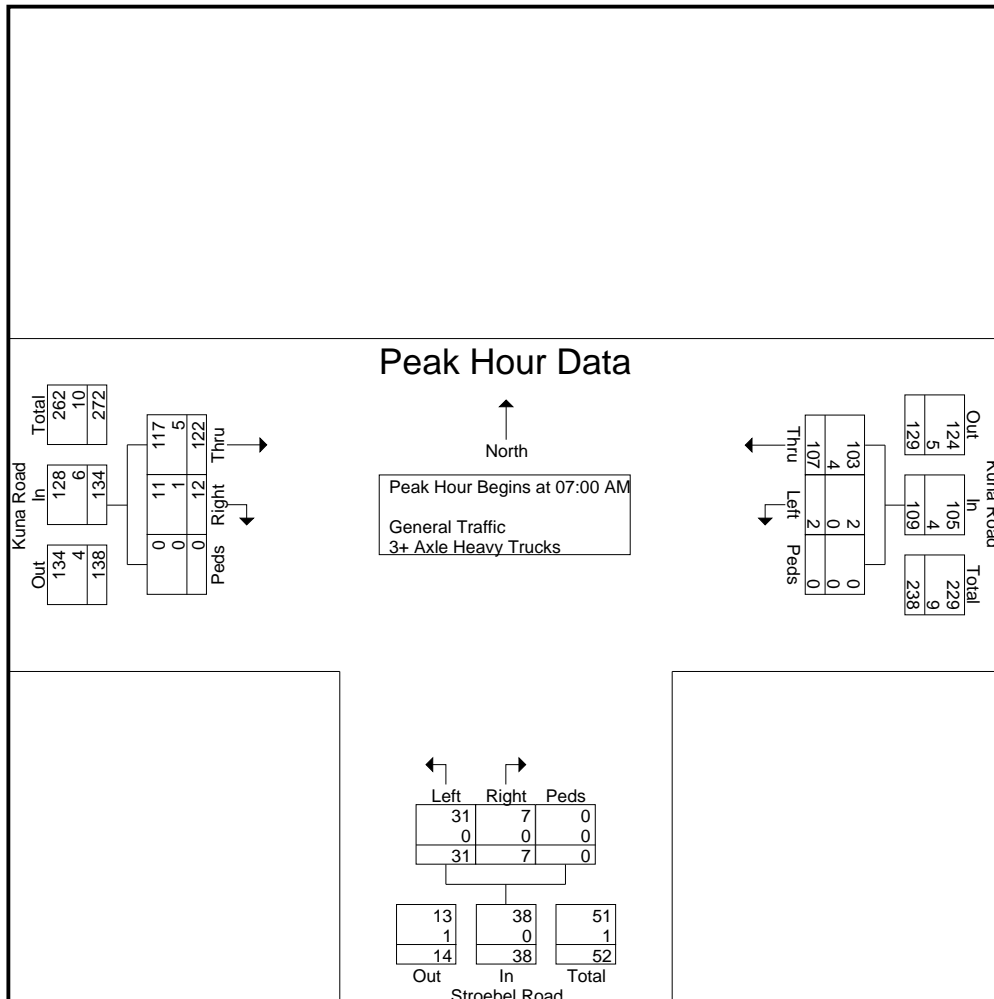 Peak Hour Data
North
Peak Hour Begins at 07:00 AM
General Traffic
3+ Axle Heavy Trucks
Kuna Road
Out In Total
134 128 262
4 6 10
138 134 272
Peds Right Thru
0 11 117
0 1 5
0 12 122
Kuna Road
Out In Total
124 105 229
5 4 9
129 109 238
Thru Left Peds
103 2 0
4 0 0
107 2 0
Left Right Peds
31 7 0
0 0 0
31 7 0
13 38 51
1 0 1
14 38 52
Out In Total
Stroebel Road